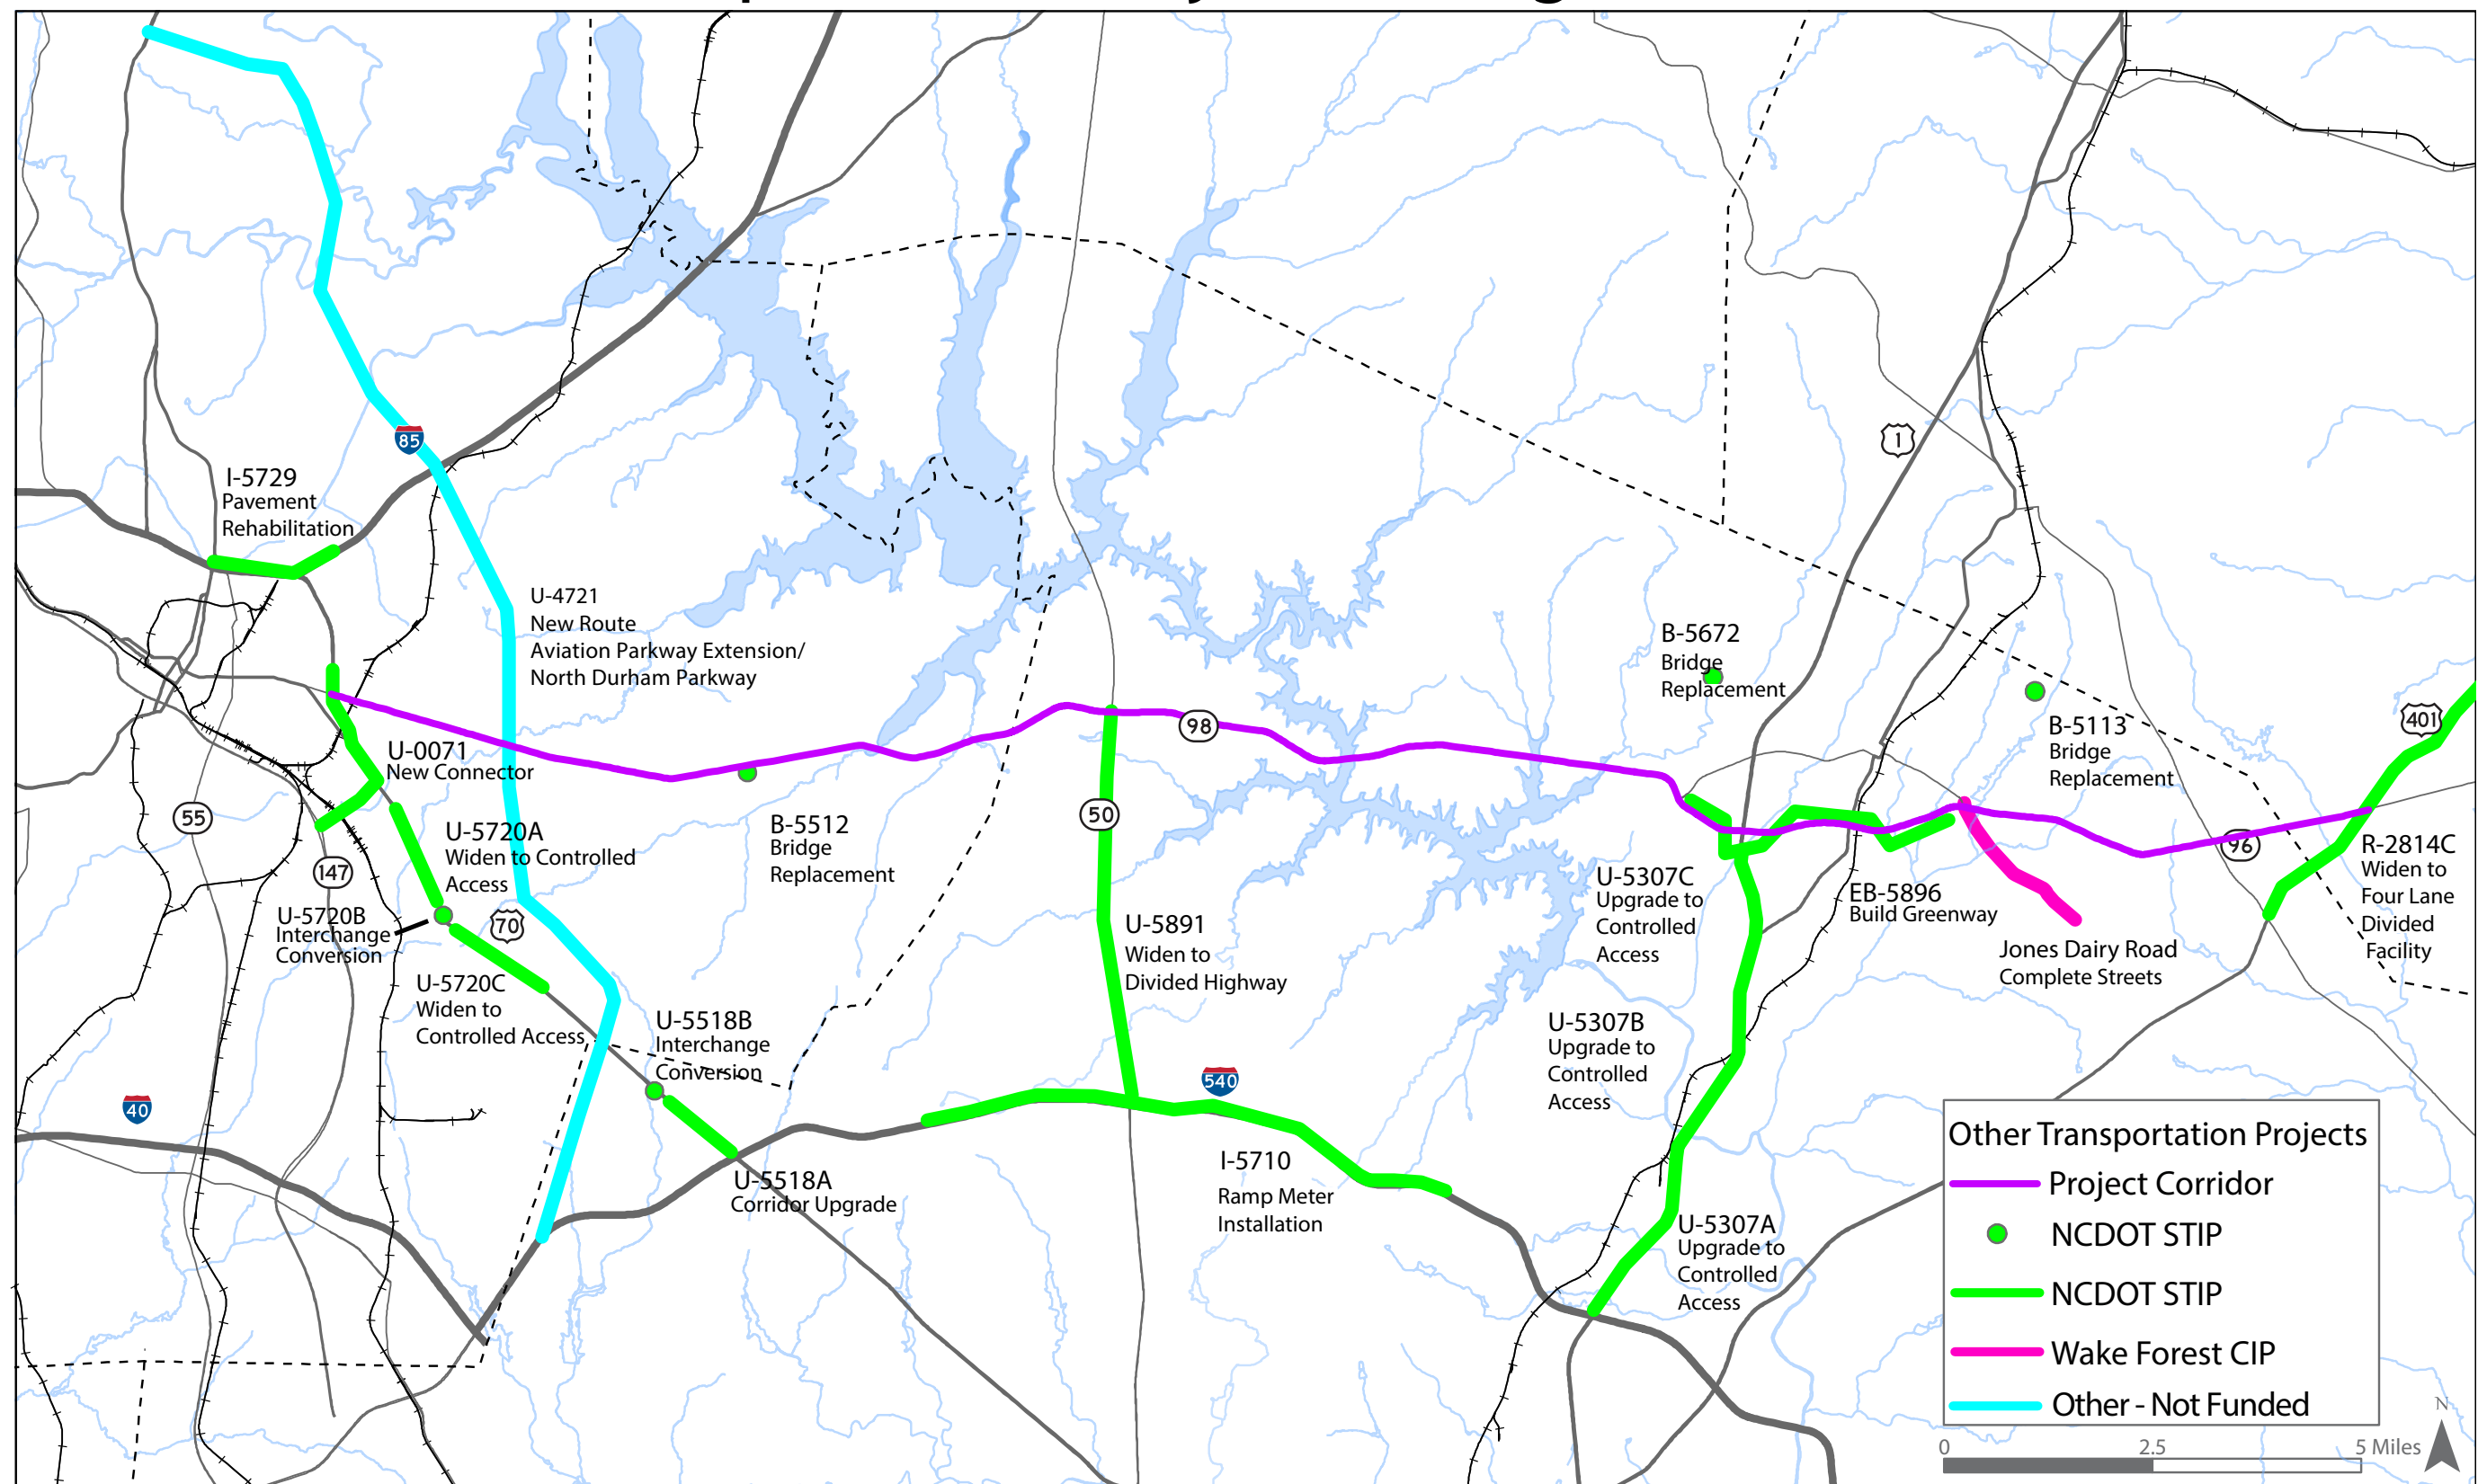 85
1
I-5729
Pavement
Rehabilitation
U-4721
New Route
Aviation Parkway Extension/
North Durham Parkway
B-5672
Bridge
Replacement
98
401
B-5113
Bridge
Replacement
U-0071
New Connector
55
50
U-5720A
Widen to Controlled
Access
B-5512
Bridge
Replacement
96
R-2814C
Widen to
Four Lane
Divided
Facility
147
U-5307C
Upgrade to
Controlled
Access
EB-5896
Build Greenway
U-5720B
Interchange
Conversion
70
U-5891
Widen to
Divided Highway
Jones Dairy Road
Complete Streets
U-5720C
Widen to
Controlled Access
U-5518B
Interchange
Conversion
U-5307B
Upgrade to
Controlled
Access
40
540
I-5710
Ramp Meter
Installation
U-5518A
Corridor Upgrade
U-5307A
Upgrade to
Controlled
Access
Other Transportation Projects
Project Corridor
NCDOT STIP
NCDOT STIP
Wake Forest CIP
Other - Not Funded
N
0 2.5 5 Miles